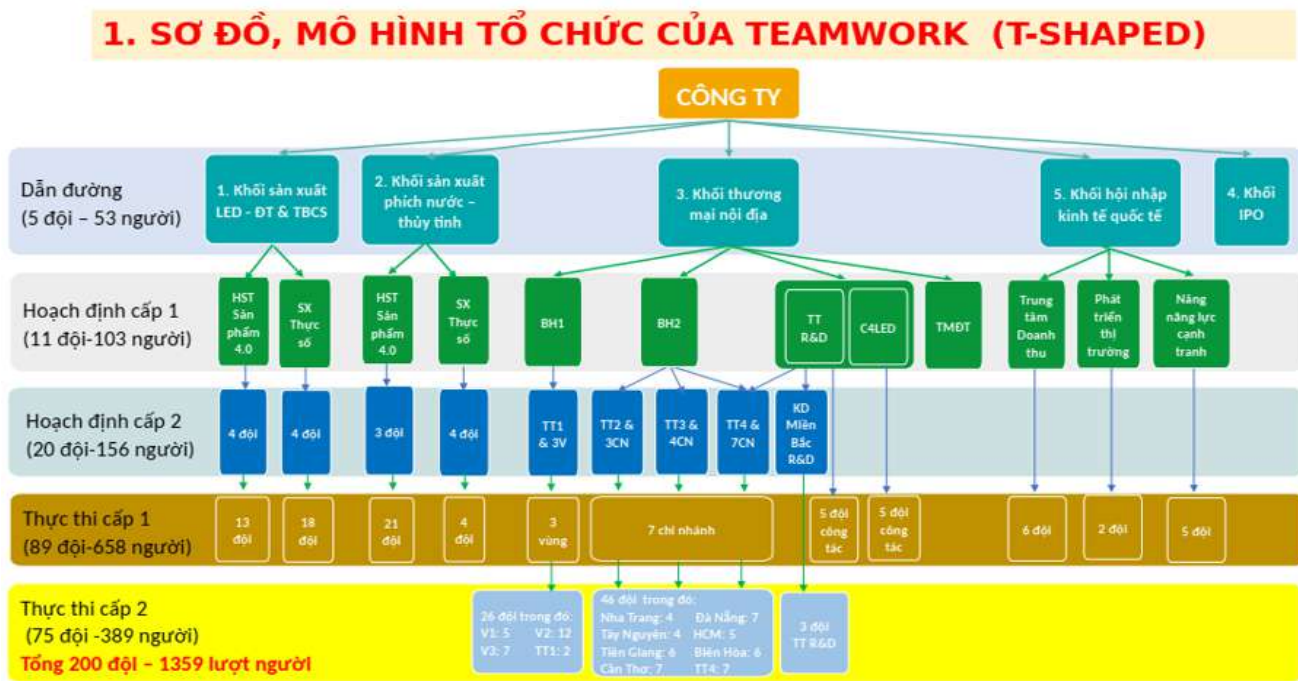 1. SƠ ĐỒ, MÔ HÌNH TỔ CHỨC CỦA TEAMWORK (T-SHAPED)
CÔNG TY
Dẫn đường
(5 đội – 53 người)
1. Khối sản xuất
LED - ĐT & TBCS
2. Khối sản xuất
phích nước –
thủy tinh
3. Khối thương
mại nội địa
5. Khối hội nhập
kinh tế quốc tế
4. Khối
IPO
Hoạch định cấp 1
(11 đội-103 người)
HST
Sản
phẩm
4.0
SX
Thực
số
HST
Sản
phẩm
4.0
SX
Thực
số
BH1
BH2
TT
R&D
C4LED
TMĐT
Trung
tâm
Doanh
thu
Phát
triển
thị
trường
Nâng
năng lực
cạnh
tranh
Hoạch định cấp 2
(20 đội-156 người)
4 đội
4 đội
3 đội
4 đội
TT1
& 3V
TT2 &
3CN
TT3 &
4CN
TT4 &
7CN
KD
Miền
Bắc
R&D
Thực thi cấp 1
(89 đội-658 người)
13
đội
18
đội
21
đội
4
đội
3
vùng
7 chi nhánh
5 đội
công
tác
5 đội
công
tác
6 đội
2 đội
5 đội
Thực thi cấp 2
(75 đội -389 người)
Tổng 200 đội – 1359 lượt người
26 đội trong đó:
V1: 5 V2: 12
V3: 7 TT1: 2
46 đội trong đó:
Nha Trang: 4 Đà Nẵng: 7
Tây Nguyên: 4 HCM: 5
Tiền Giang: 6 Biên Hòa: 6
Cần Thơ: 7 TT4: 7
3 đội
TT R&D